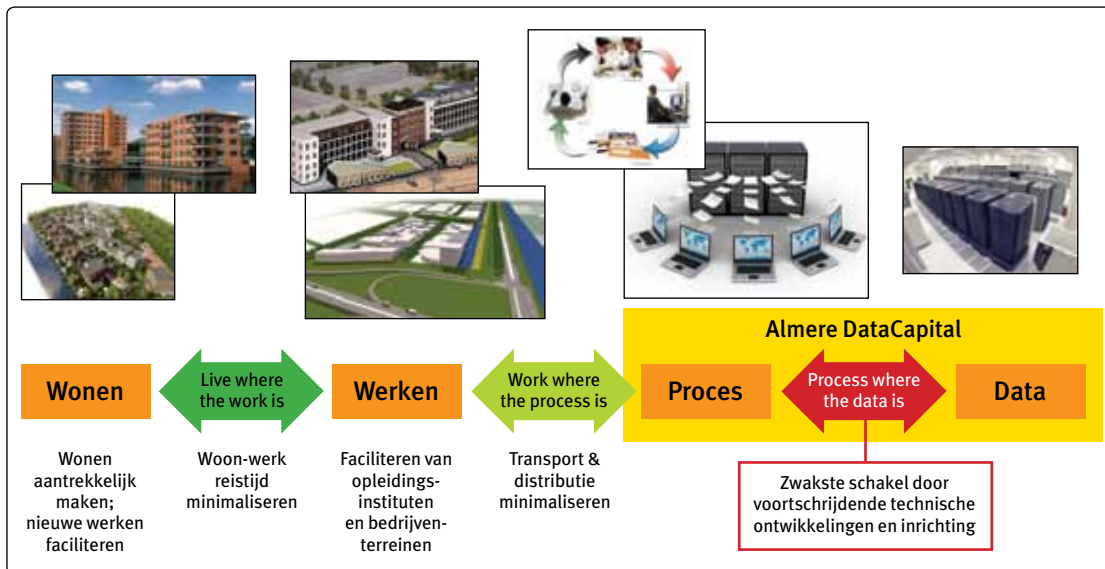 Almere DataCapital
Wonen
Live where
the work is
Werken
Work where
the process is
Proces
Process where
the data is
Data
Wonen
aantrekkelijk
maken;
nieuwe werken
faciliteren
Woon-werk
reistijd
minimaliseren
Faciliteren van
opleidings-
instituten
en bedrijven-
terreinen
Transport &
distributie
minimaliseren
Zwakste schakel door
voortschrijdende technische
ontwikkelingen en inrichting